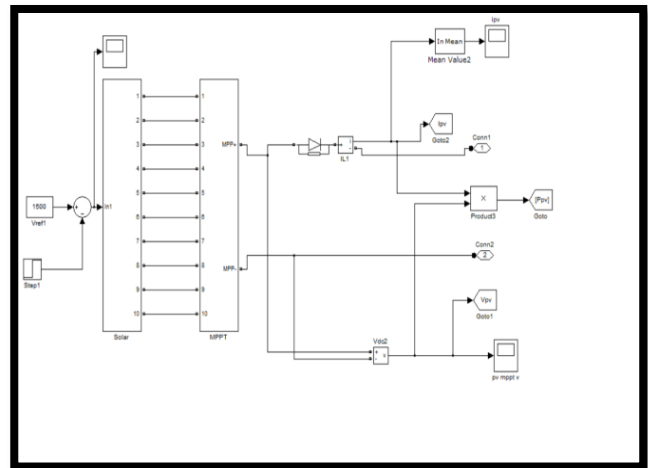 ipv
In Mean
Mean Value2
Ipv
Goto2
Conn1
1
IL1
1
2
3
4
5
6
7
8
9
10
In1
Solar
1
2
3
4
5
6
7
8
9
10
MPP+
MPP-
MPPT
1500
Vref1
+
-
Step1
X
Product3
[Ppv]
Goto
Conn2
2
Vpv
Goto1
Vdc2
+
-
v
pv mppt v